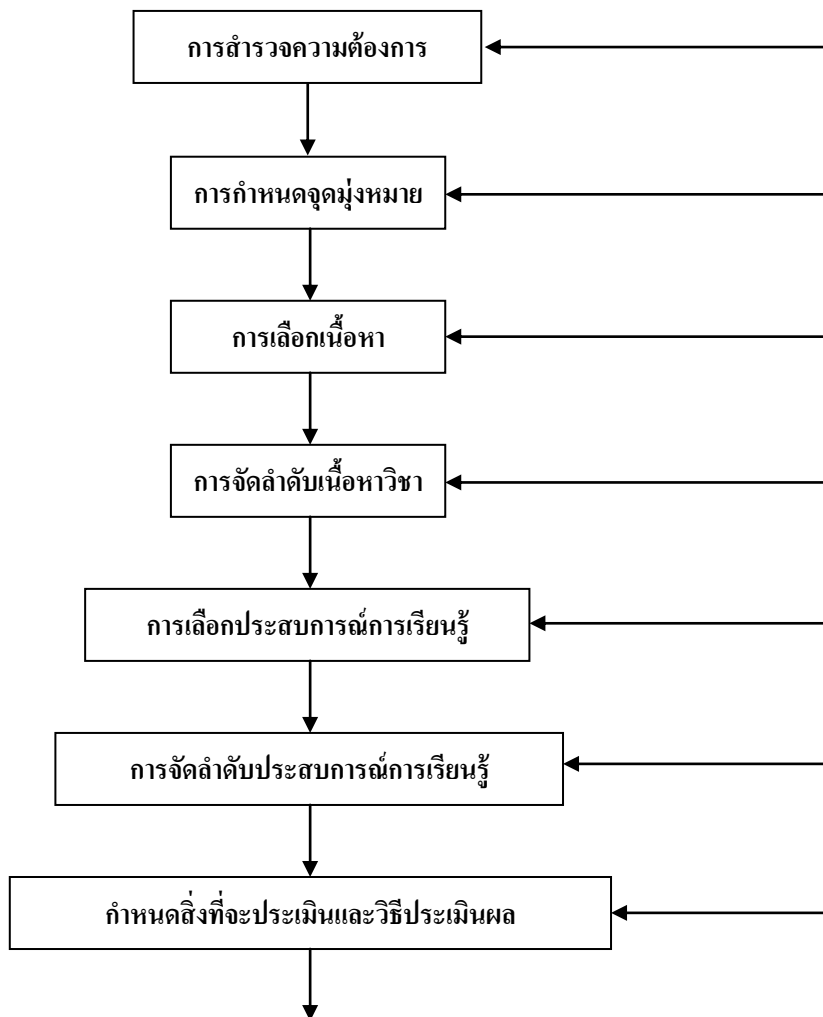 การสำรวจความต้องการ
การกำหนดจุดมุ่งหมาย
การเลือกเนื้อหา
การจัดลำดับเนื้อหาวิชา
การเลือกประสบการณ์การเรียนรู้
การจัดลำดับประสบการณ์การเรียนรู้
กำหนดสิ่งที่จะประเมินและวิธีประเมินผล